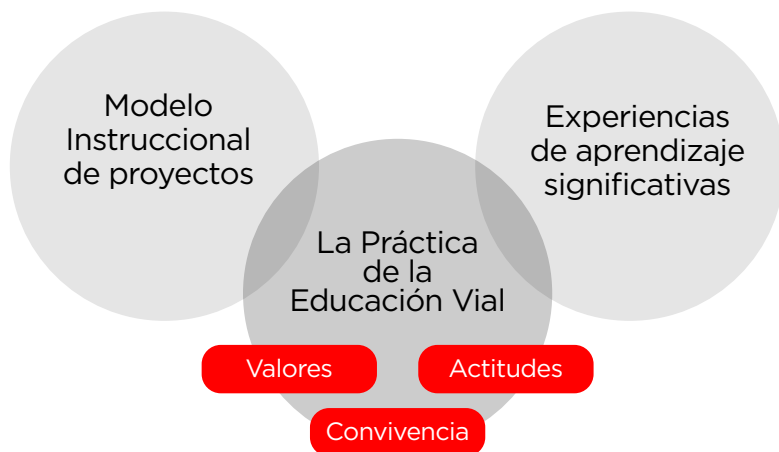 Modelo
Instruccional
de proyectos
Experiencias
de aprendizaje
significativas
La Práctica
de la
Educación Vial
Valores
Actitudes
Convivencia